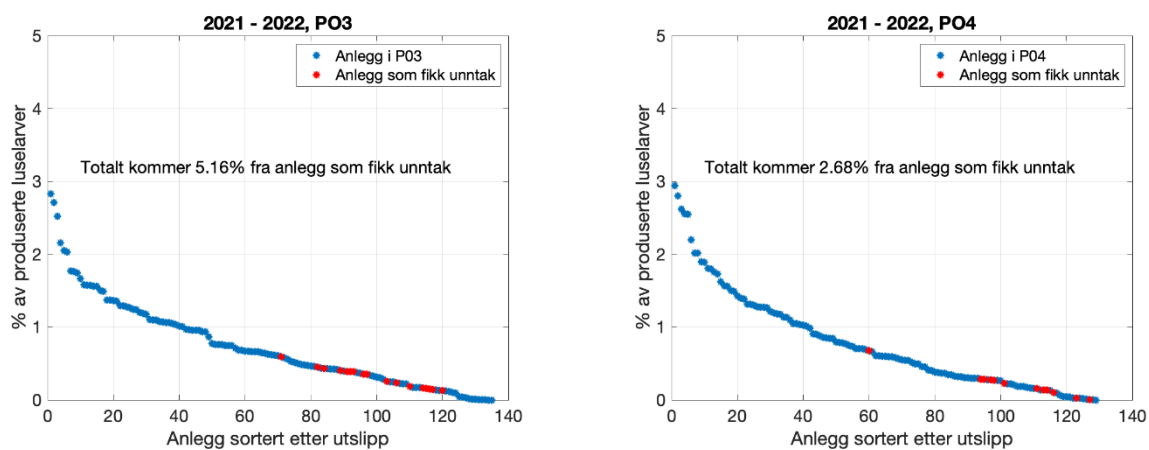 2021 - 2022, PO3
5
4
3
2
1
0
0
20
40
60
80
100
120
140
% av produserte luselarver
Anlegg sortert etter utslipp
Anlegg i P03
Anlegg som fikk unntak
Totalt kommer 5.16% fra anlegg som fikk unntak
2021 - 2022, PO4
5
4
3
2
1
0
0
20
40
60
80
100
120
140
% av produserte luselarver
Anlegg sortert etter utslipp
Anlegg i P04
Anlegg som fikk unntak
Totalt kommer 2.68% fra anlegg som fikk unntak